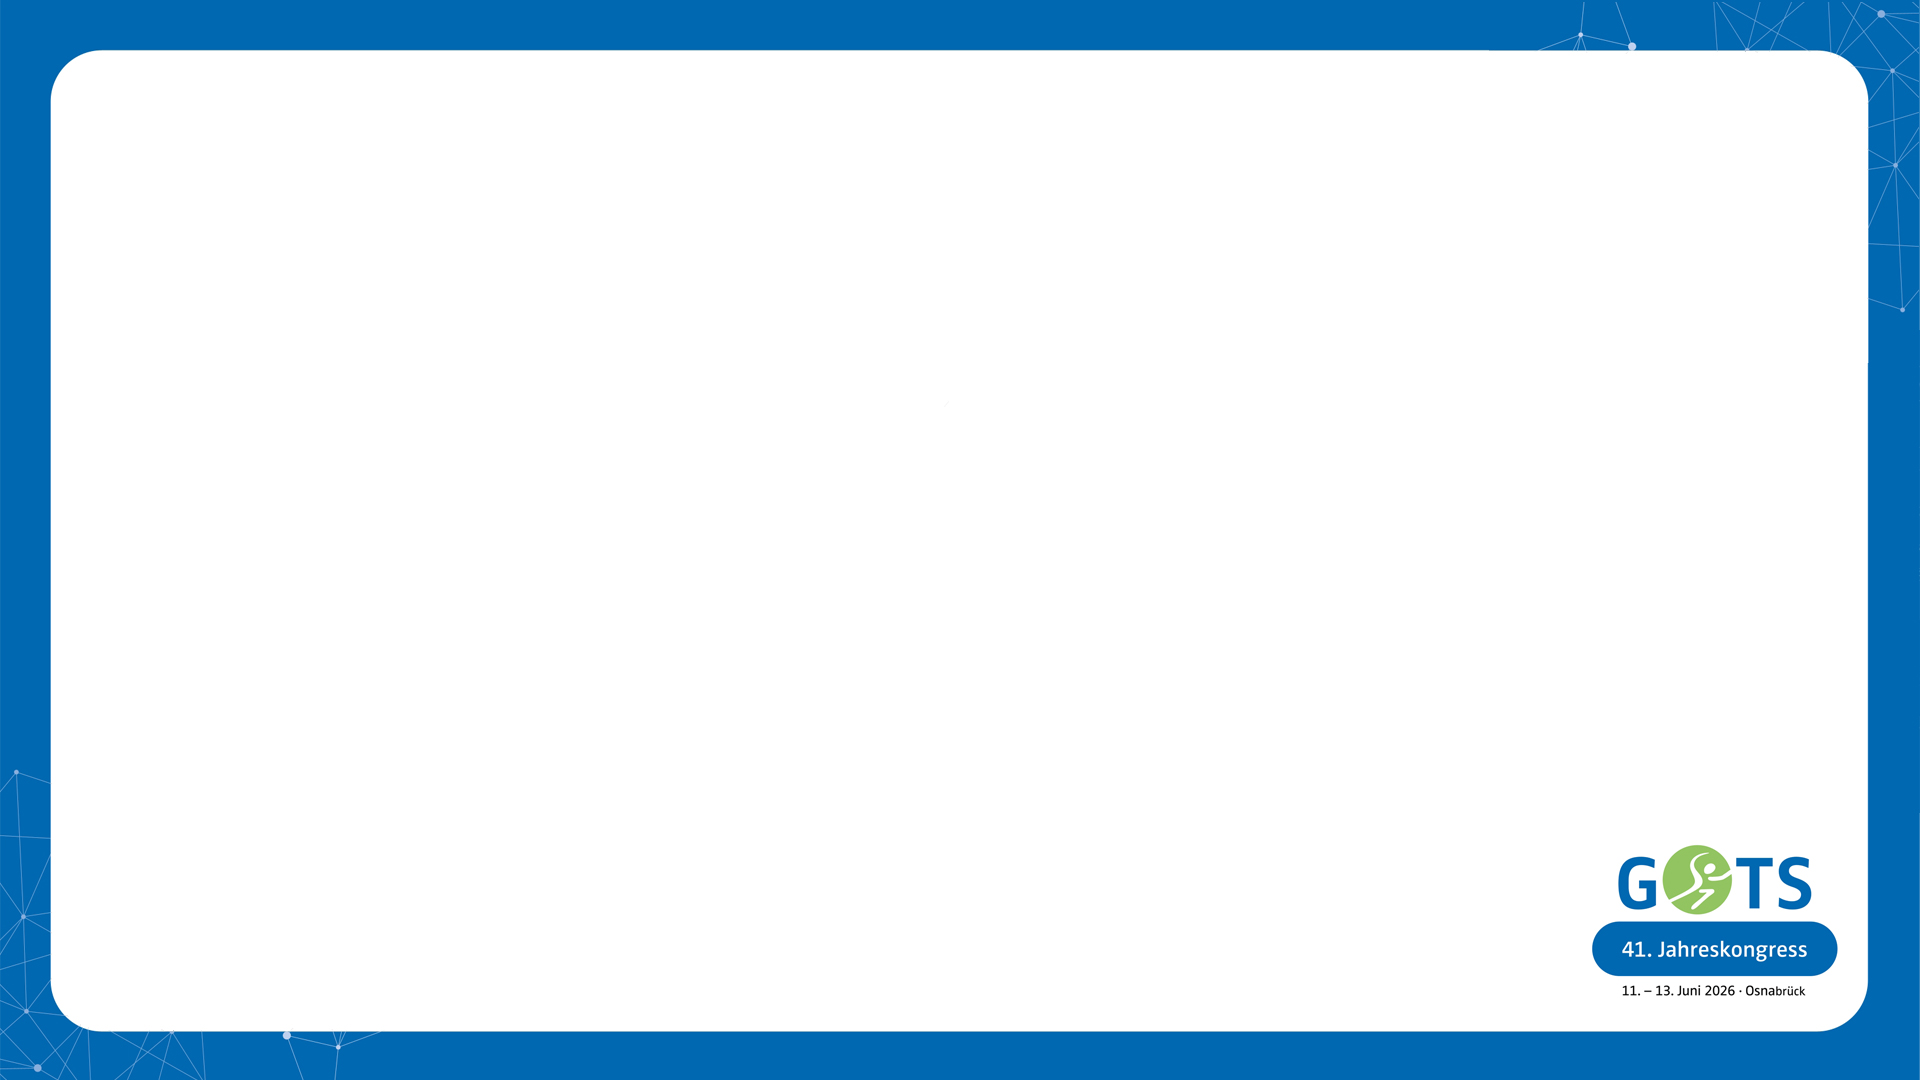 GOTS
41. Jahreskongress
11. – 13. Juni 2026 · Osnabrück